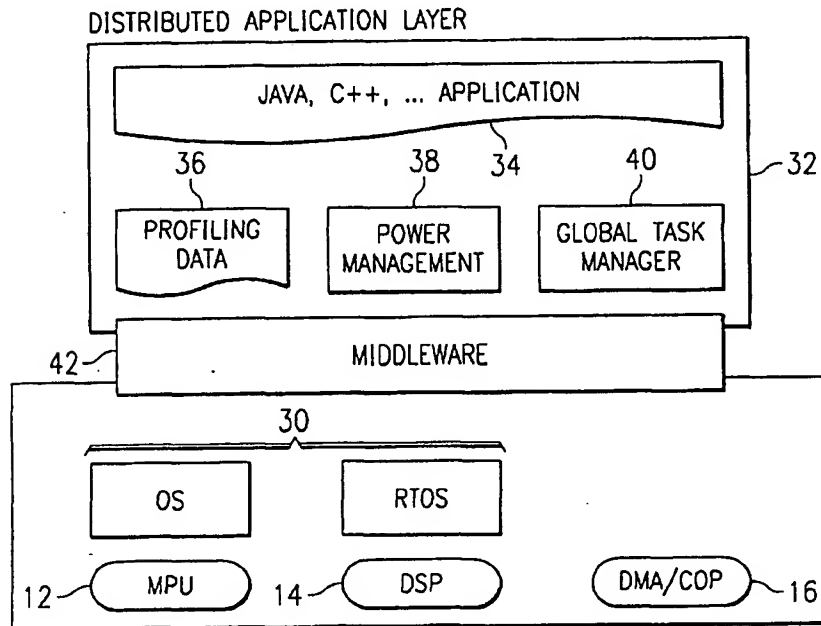 DISTRIBUTED APPLICATION LAYER
JAVA, C++, ... APPLICATION
34
32
36
38
40
PROFILING
DATA
POWER
MANAGEMENT
GLOBAL TASK
MANAGER
42
MIDDLEWARE
30
OS
RTOS
12
MPU
14
DSP
DMA/COP
16